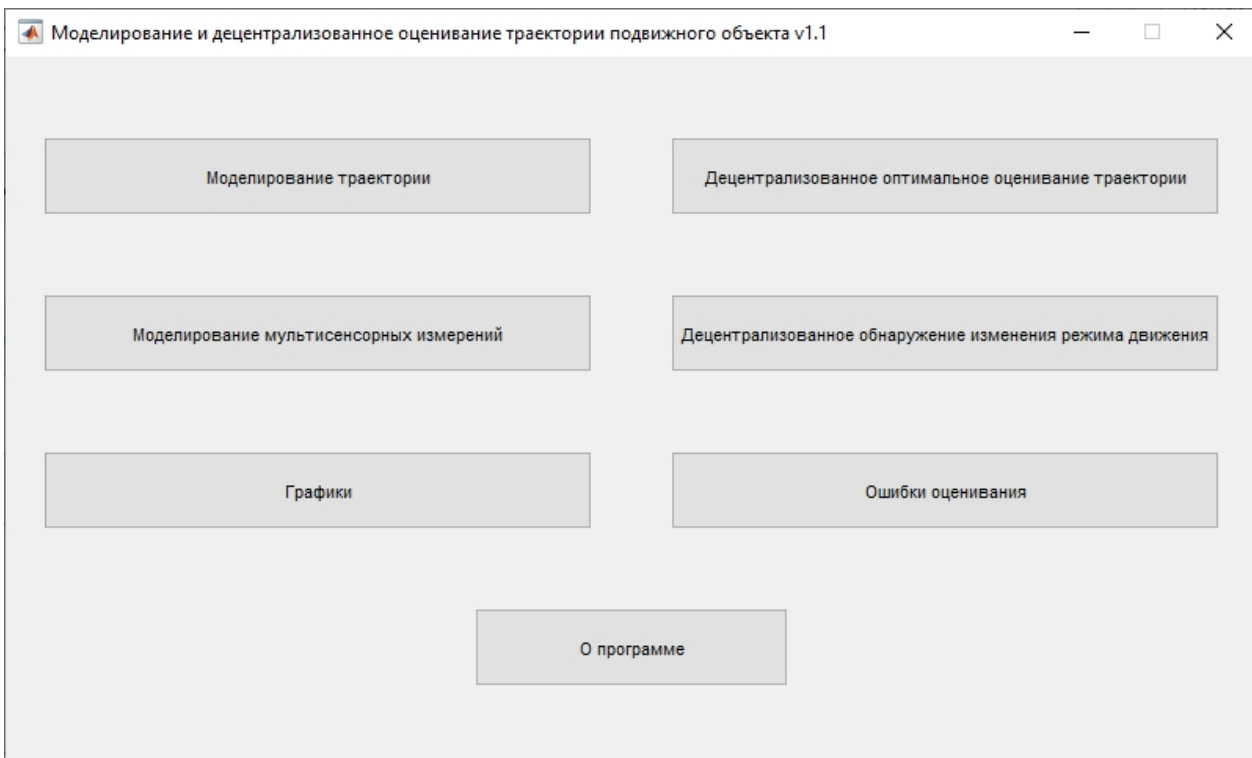 Моделирование и децентрализованное оценивание траектории подвижного объекта v1.1
Моделирование траектории
Децентрализованное оптимальное оценивание траектории
Моделирование мультисенсорных измерений
Децентрализованное обнаружение изменения режима движения
Графики
Ошибки оценивания
О программе